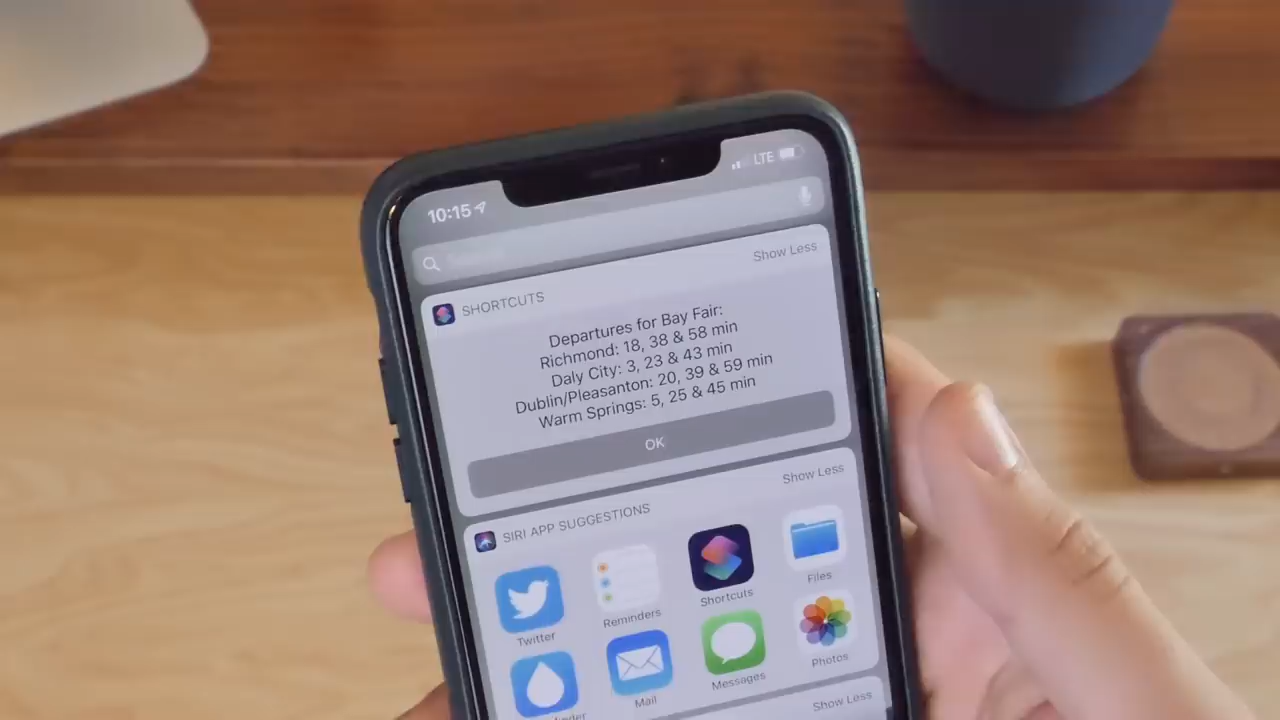 10:15
LTE
Show Less
SHORTCUTS
Departures for Bay Fair:
Richmond: 18, 38 & 58 min
Daly City: 3, 23 & 43 min
Dublin/Pleasanton: 20, 39 & 59 min
Warm Springs: 5, 25 & 45 min
OK
Show Less
SIRI APP SUGGESTIONS
Twitter
Reminders
Shortcuts
Files
Mail
Messages
Photos
Show Less